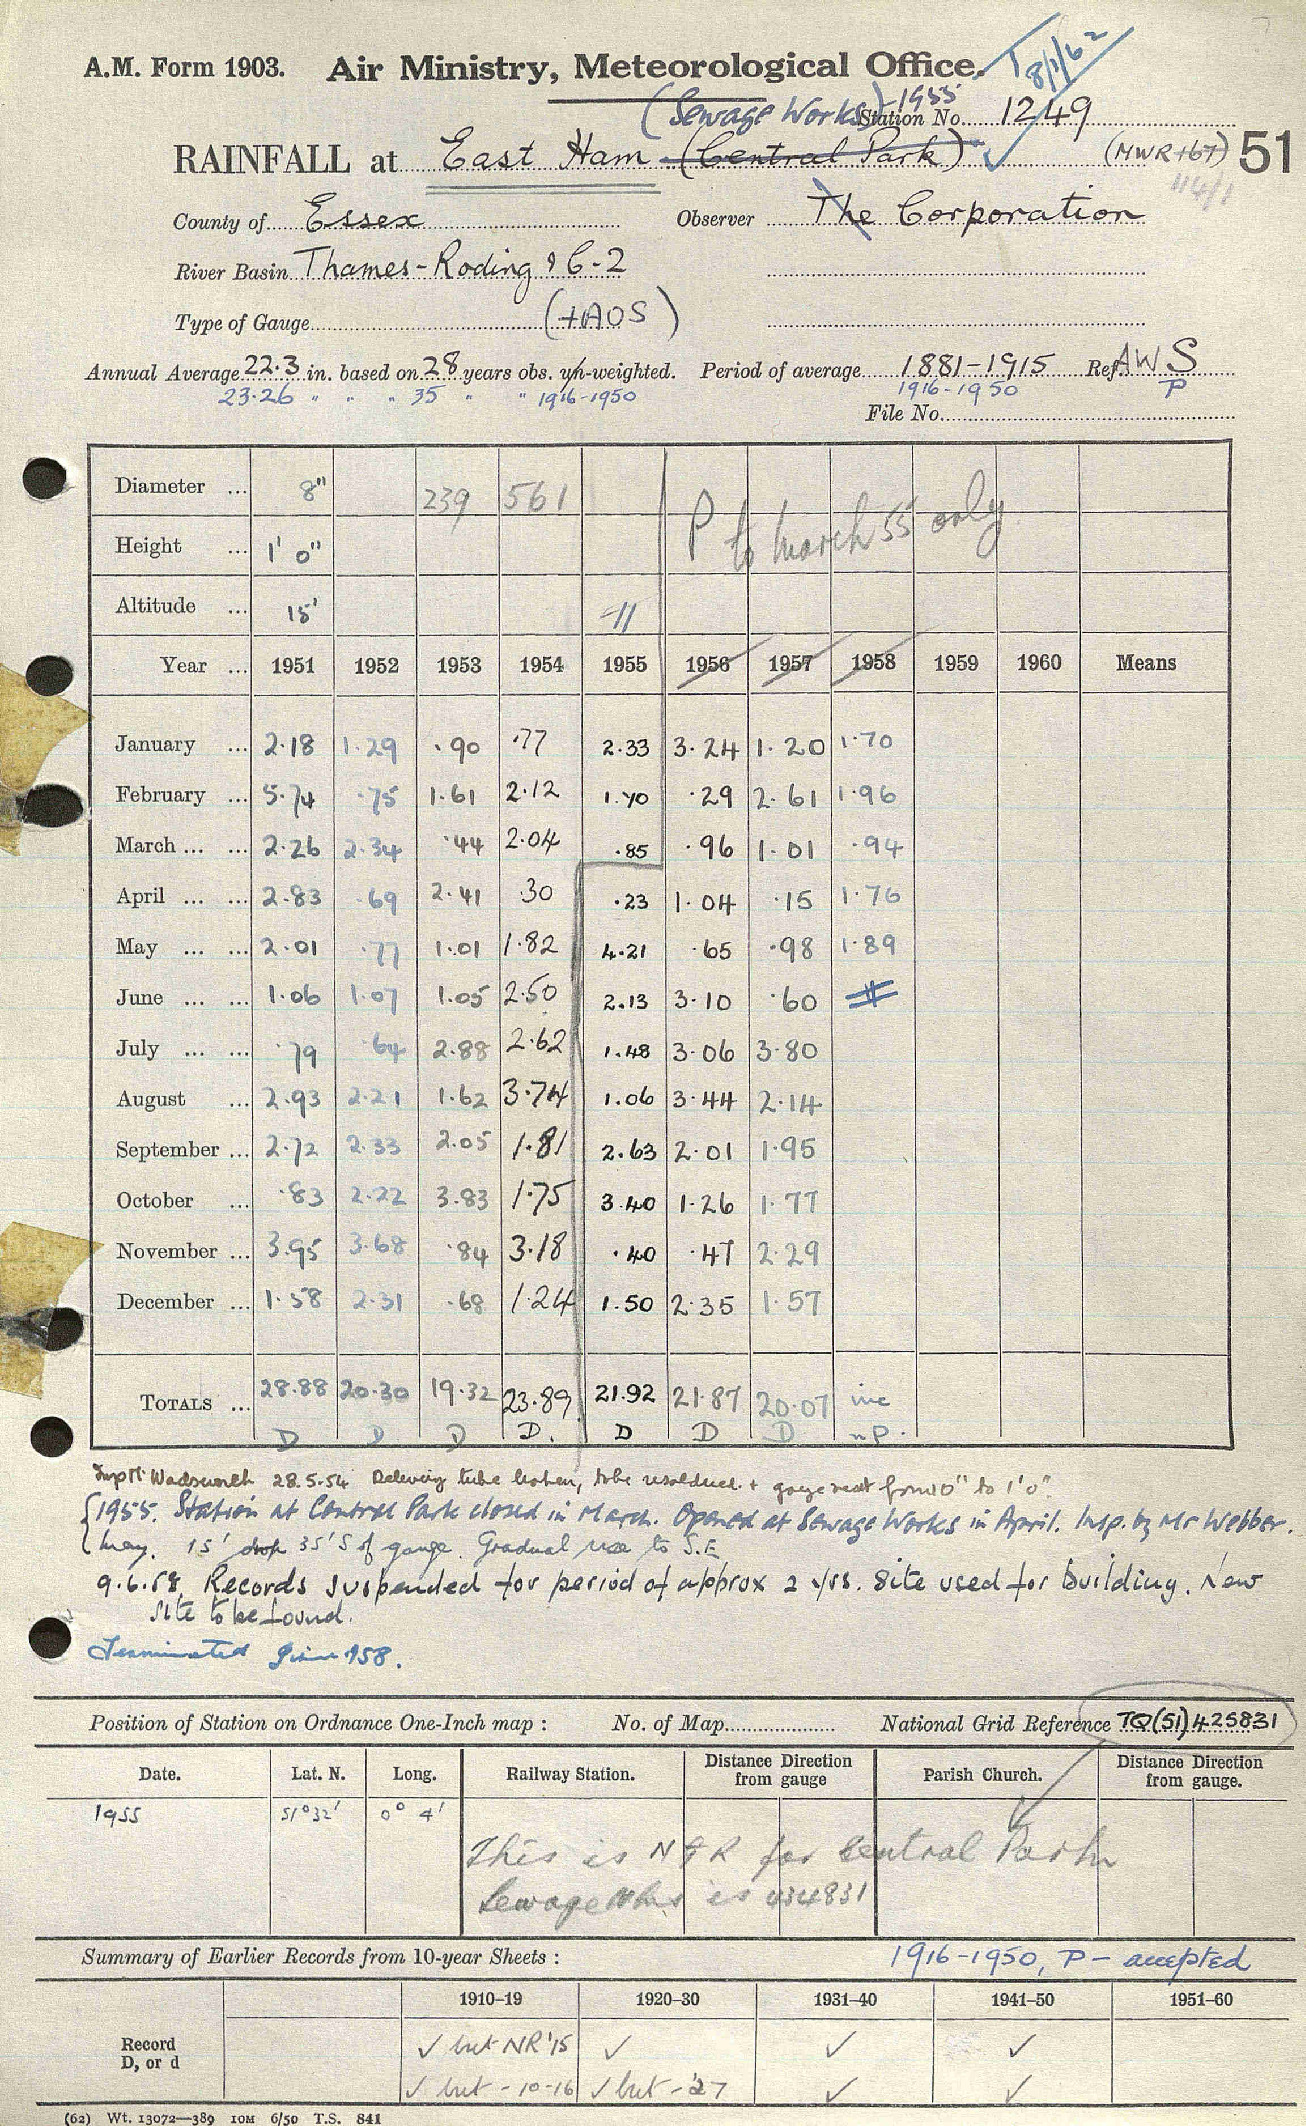 A.M. Form 1903. Air Ministry, Meteorological Office. 8/1/62
(Sewage Works) 1955 Station No. 1249
RAINFALL at East Ham (Central Park) (MWR+67) 51
114/1
County of Essex Observer The Corporation
River Basin Thames-Roding 6-2
Type of Gauge (+AOS)
Annual Average 22.3 in. based on 28 years obs. un-weighted. Period of average 1881-1915 Ref. AWS
23.26 " " " 35 " " 1916-1950 1916-1950 P
File No.
Diameter ... 8" 239 561
P to march 55 only
Height ... 1' 0"
Altitude ... 15' -11
Year ... 1951 1952 1953 1954 1955 1956 1957 1958 1959 1960 Means
January ... 2.18 1.29 .90 .77 2.33 3.24 1.20 1.70
February ... 5.74 .75 1.61 2.12 1.70 .29 2.61 1.96
March ... ... 2.26 2.34 .44 2.04 .85 .96 1.01 .94
April ... ... 2.83 .69 2.41 .30 .23 1.04 .15 1.76
May ... ... 2.01 .77 1.01 1.82 4.21 .65 .98 1.89
June ... ... 1.06 1.07 1.05 2.50 2.13 3.10 .60
July ... ... .79 .64 2.88 2.62 1.48 3.06 3.80
August ... 2.93 2.21 1.62 3.74 1.06 3.44 2.14
September ... 2.72 2.33 2.05 1.81 2.63 2.01 1.95
October ... .83 2.22 3.83 1.75 3.40 1.26 1.77
November ... 3.95 3.68 .84 3.18 .40 .47 2.29
December ... 1.58 2.31 .68 1.24 1.50 2.35 1.57
TOTALS ... 28.88 20.30 19.32 23.89 21.92 21.87 20.07 inc
D D D D. D D D n.p.
Insp Mr Wadsworth 28.5.54 Delivery tube broken, to be resoldered + gauge reset from 10" to 1'0".
1955. Station at Central Park closed in March. Opened at Sewage Works in April. Insp. by Mr Webber.
May. 15' 35' S of gauge. Gradual rise to S.E
9.6.58 Records suspended for period of approx 2 yrs. Site used for building. New
site to be found.
Terminated 1958.
Position of Station on Ordnance One-Inch map : No. of Map National Grid Reference TQ(51)425831
Date. Lat. N. Long. Railway Station. Distance Direction from gauge Parish Church. Distance Direction from gauge.
1955 51° 32' 0° 4'
This is NGR for Central Park
Sewage Wks is 434831
Summary of Earlier Records from 10-year Sheets : 1916-1950, P - accepted
1910-19 1920-30 1931-40 1941-50 1951-60
Record D, or d ✓ but NR '15 ✓ ✓ ✓
✓ but -10-16 ✓ but -'27 ✓ ✓
(62) Wt. 13072—389 10M 6/50 T.S. 841